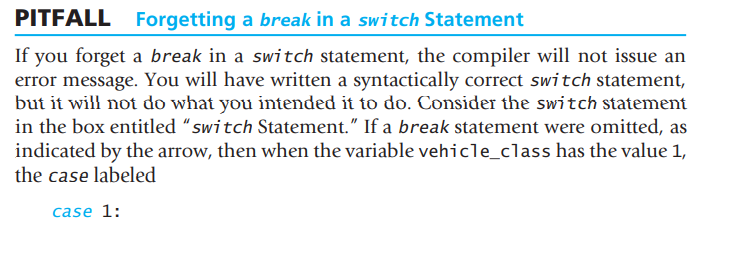 PITFALL Forgetting a break in a switch Statement
If you forget a break in a switch statement, the compiler will not issue an
error message. You will have written a syntactically correct switch statement,
but it will not do what you intended it to do. Consider the switch statement
in the box entitled “switch Statement.” If a break statement were omitted, as
indicated by the arrow, then when the variable vehicle_class has the value 1,
the case labeled
case 1: